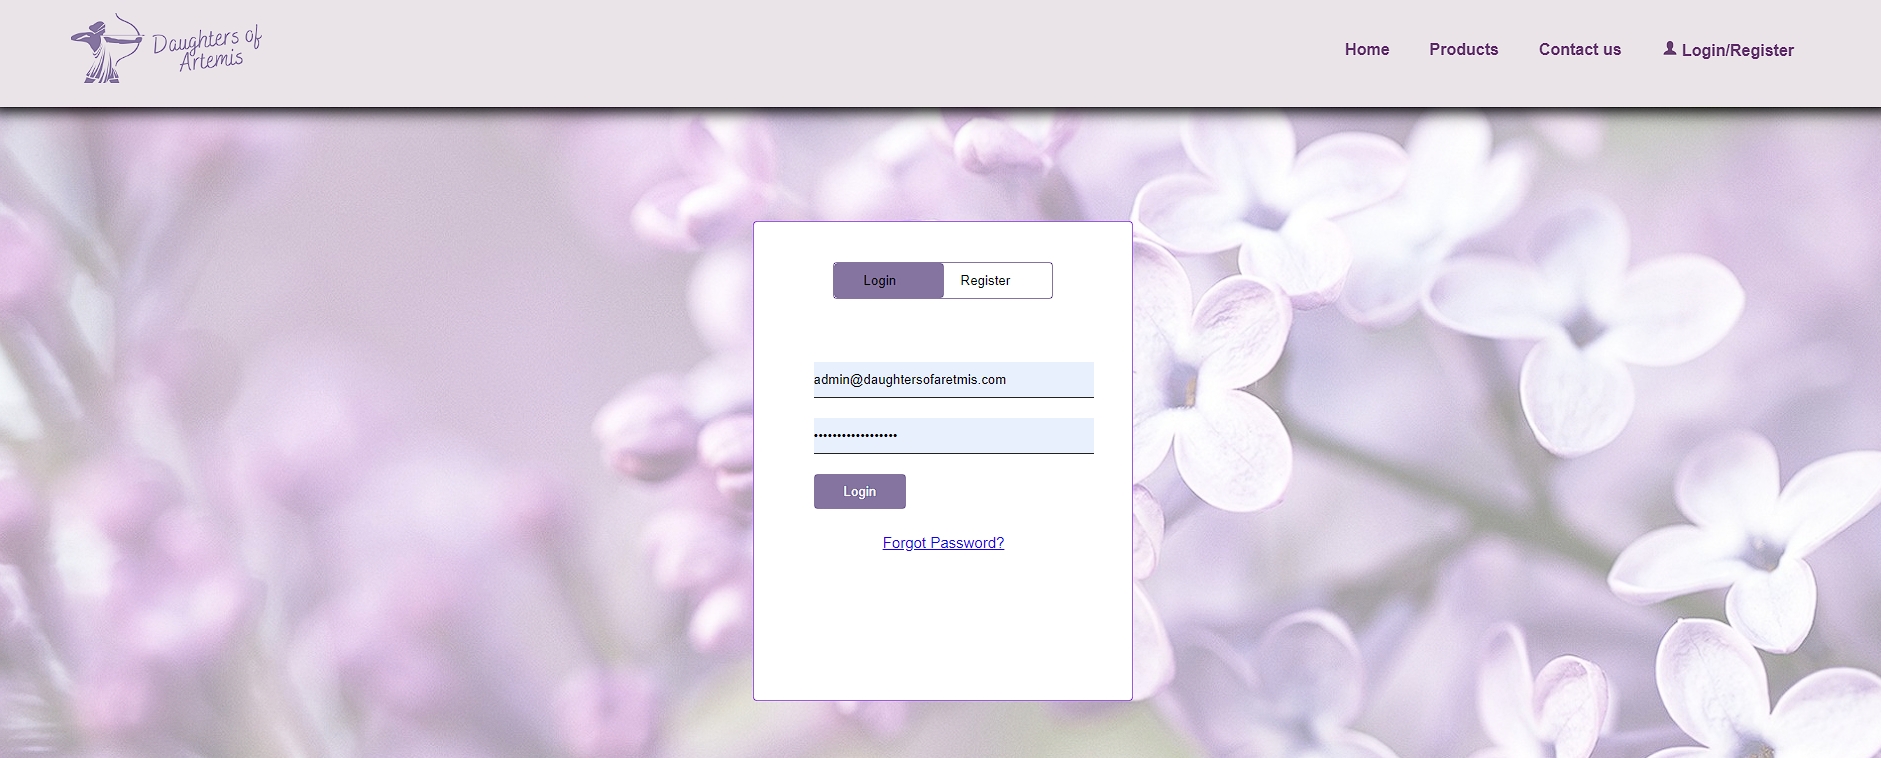 Daughters of
Artemis
Home
Products
Contact us
Login/Register
Login
Register
admin@daughtersofaretmis.com
••••••••••••••••••
Login
Forgot Password?